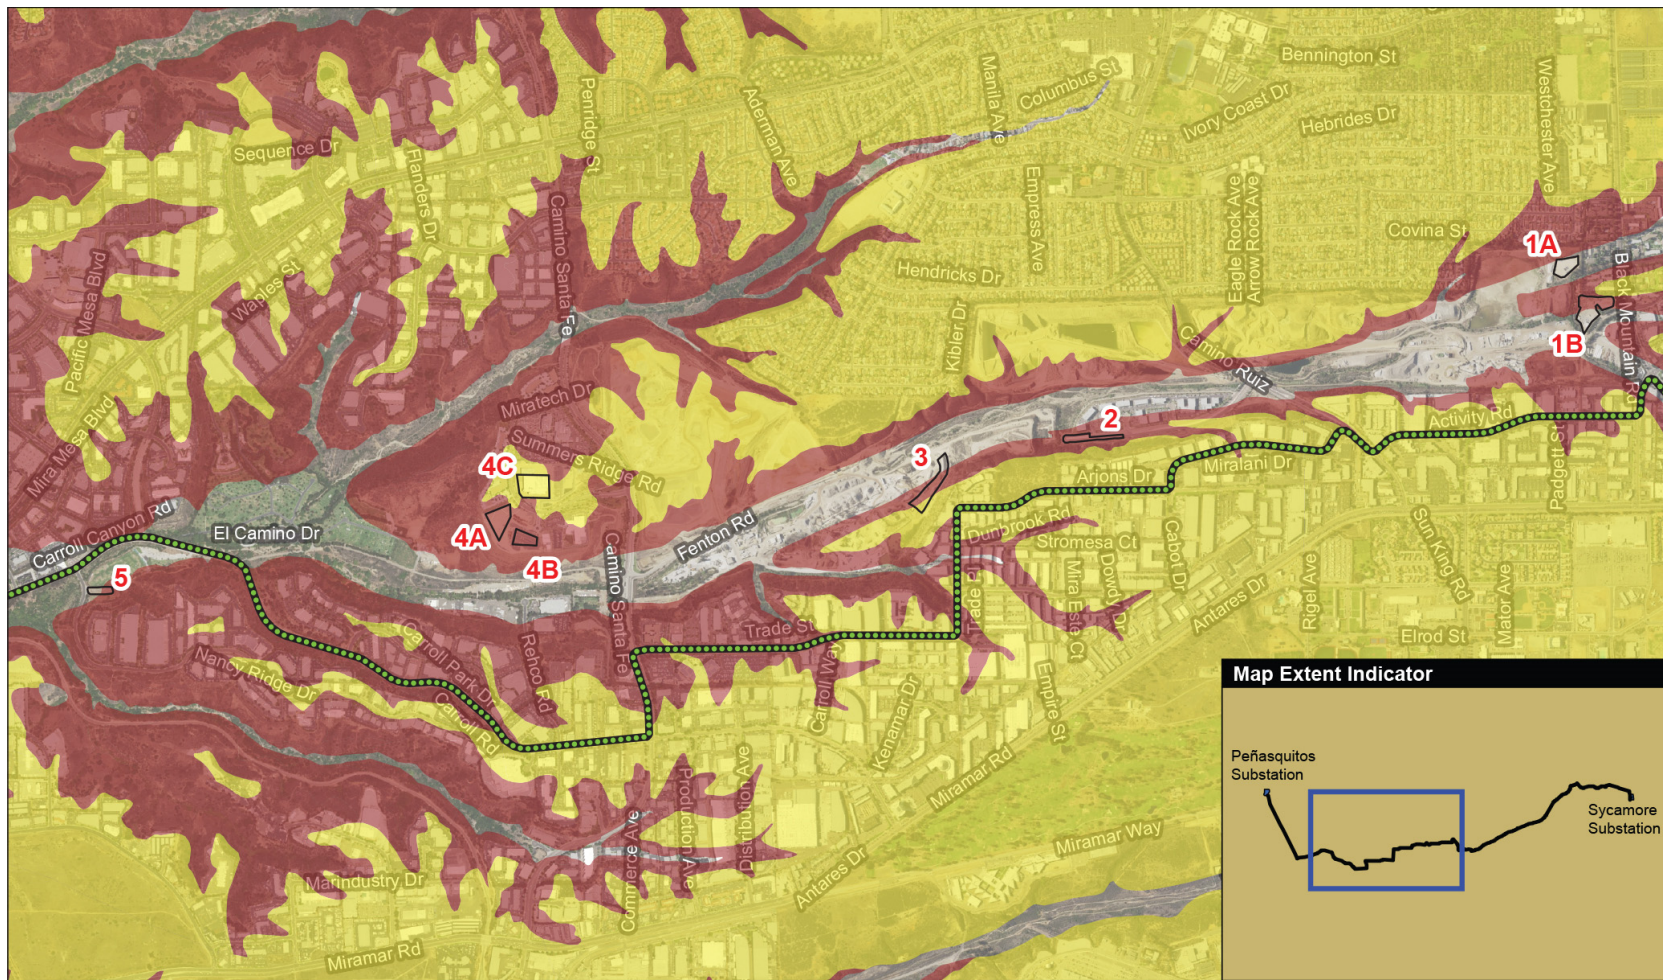 Bennington St
Columbus St
Manila Ave
Westchester Ave
Penridge St
Aderman Ave
Ivory Coast Dr
Hebrides Dr
Sequence Dr
Flanders Dr
Camino Santa Fe
Empress Ave
Eagle Rock Ave
Arrow Rock Ave
Covina St
1A
Black Mountain Rd
Pacific Mesa Blvd
Waples St
Hendricks Dr
Kibler Dr
Camino Ruiz
1B
Miratech Dr
Mira Mesa Blvd
Summers Ridge Rd
2
Activity Rd
3
4C
Arjons Dr
Miralani Dr
Padgett St
Carroll Canyon Rd
El Camino Dr
4A
4B
Fenton Rd
Dunbrook Rd
Stromesa Ct
Cabot Dr
Sun King Rd
5
Camino Santa Fe
Trade St
Mira Este Ct
Antares Dr
Rigel Ave
Mator Ave
Elrod St
Nancy Ridge Dr
Carroll Park Dr
Rehco Rd
Carroll Way
Kenamar Dr
Empire St
Carroll Rd
Miramar Rd
Production Ave
Distribution Ave
Commerce Ave
Marindustry Dr
Antares Dr
Miramar Way
Miramar Rd
Map Extent Indicator
Peñasquitos
Substation
Sycamore
Substation